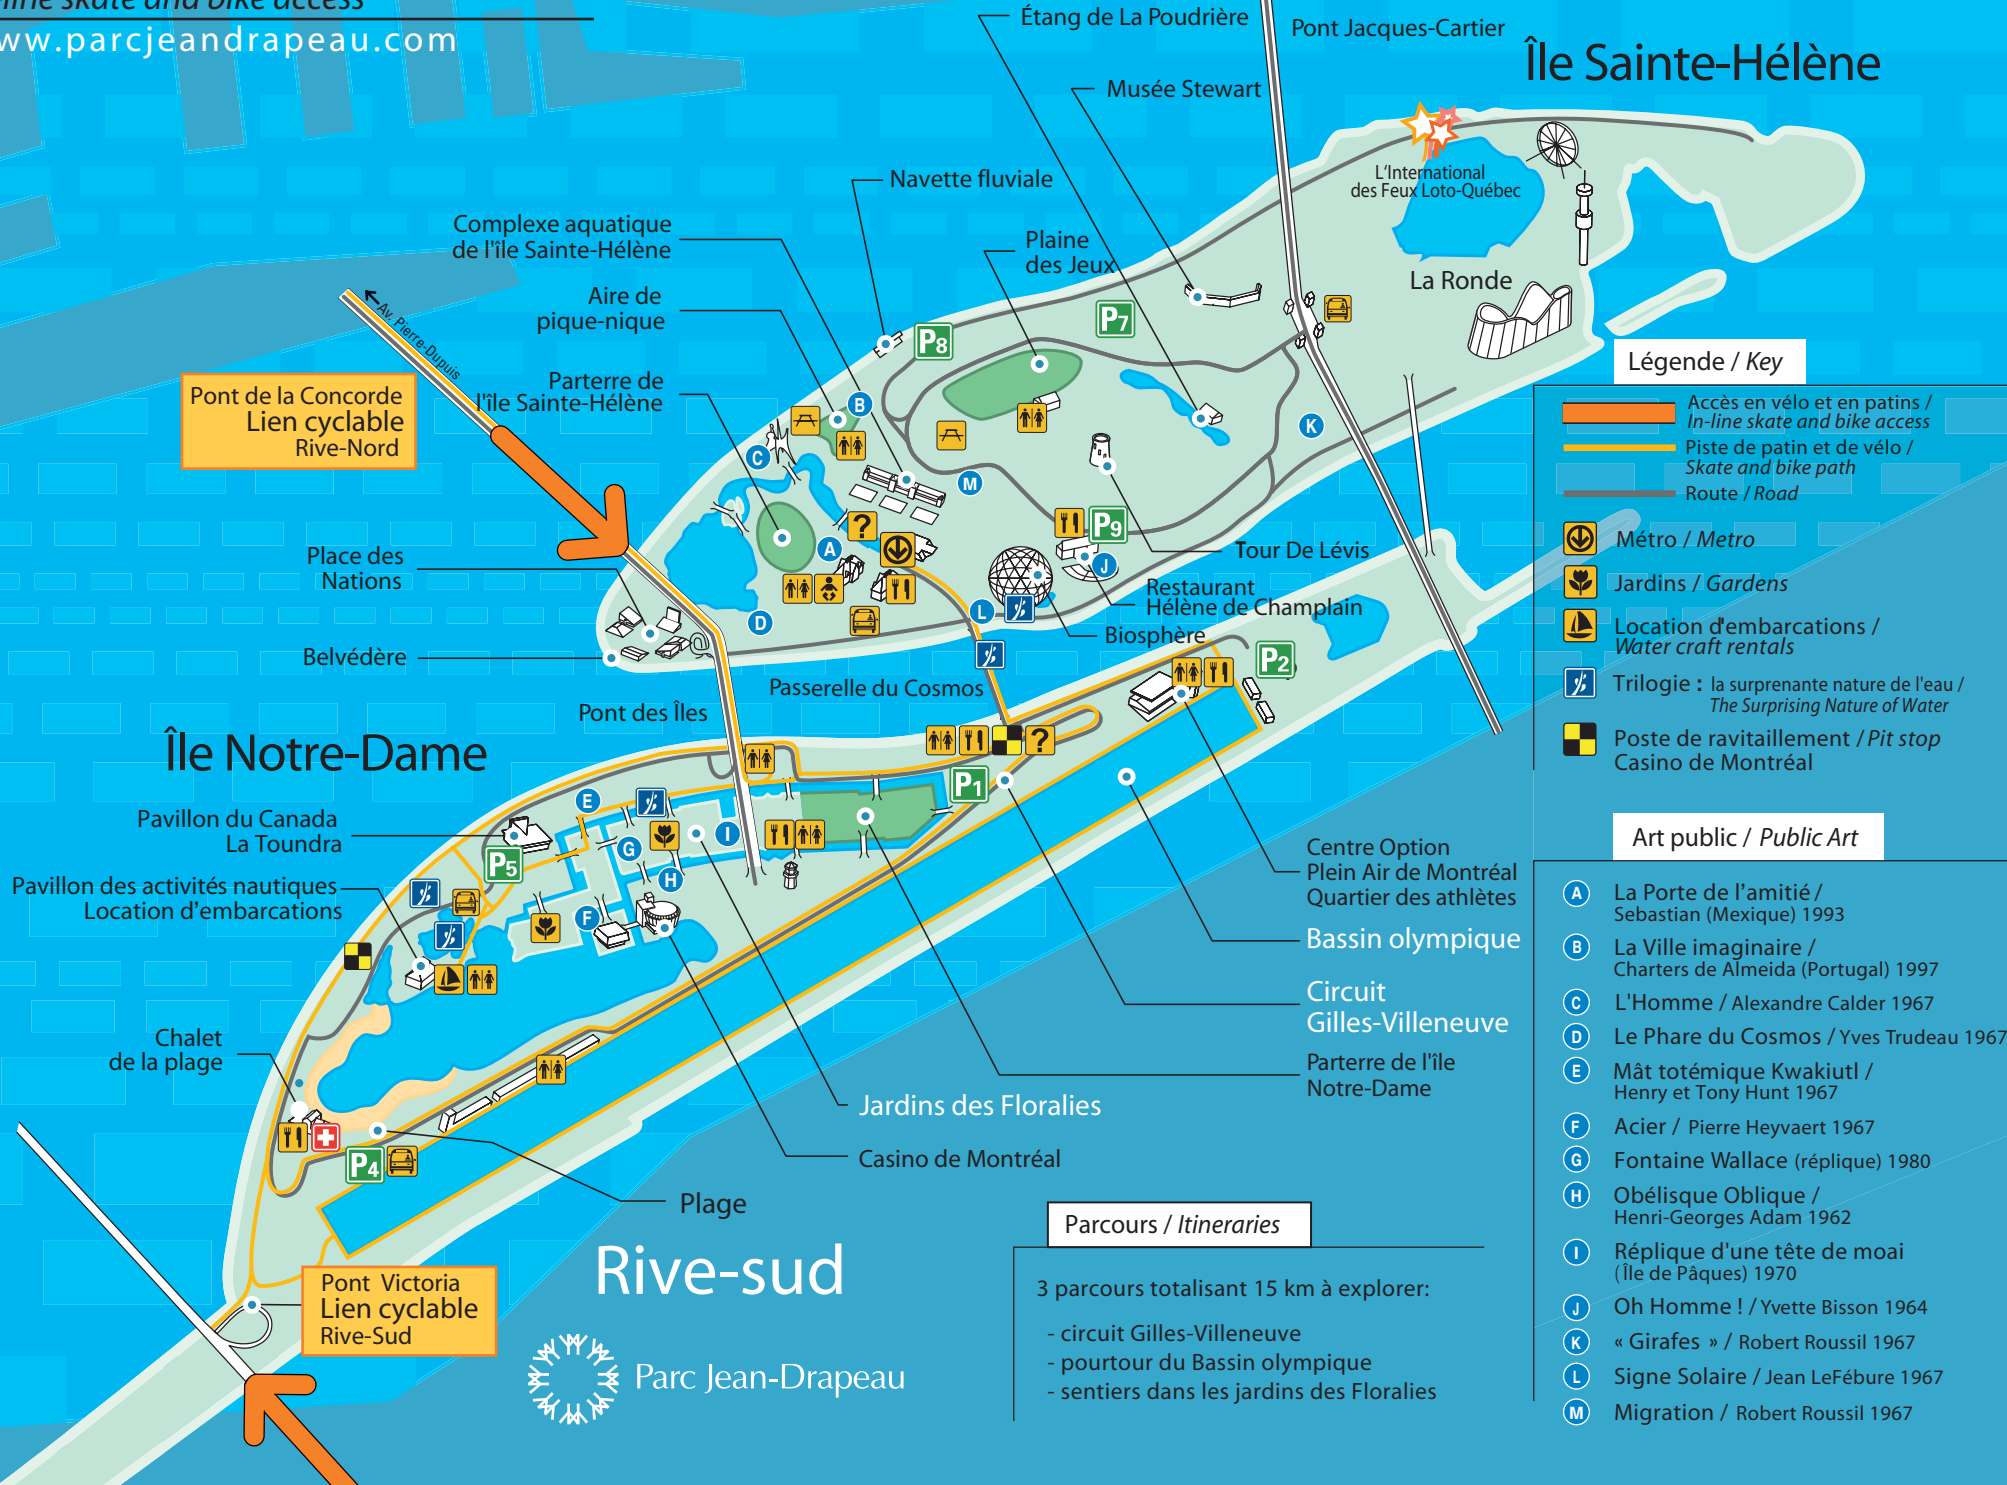 skate and bike access
ww.parcjeandrapeau.com
Étang de La Poudrière
Pont Jacques-Cartier
Île Sainte-Hélène
Musée Stewart
L'International
des Feux Loto-Québec
Navette fluviale
Complexe aquatique
de l'île Sainte-Hélène
Plaine
des Jeux
La Ronde
Aire de
pique-nique
P7
P8
Av. Pierre-Dupuis
Parterre de
l'île Sainte-Hélène
Pont de la Concorde
Lien cyclable
Rive-Nord
B
K
C
M
?
P9
A
Place des
Nations
Tour De Lévis
J
Restaurant
Hélène de Champlain
L
D
Biosphère
Belvédère
P2
Passerelle du Cosmos
Pont des Îles
Île Notre-Dame
?
P1
E
Pavillon du Canada
La Toundra
I
G
P5
H
Pavillon des activités nautiques
Location d'embarcations
F
Centre Option
Plein Air de Montréal
Quartier des athlètes
Bassin olympique
Circuit
Gilles-Villeneuve
Chalet
de la plage
Parterre de l'île
Notre-Dame
Jardins des Floralies
Casino de Montréal
P4
Plage
Rive-sud
Pont Victoria
Lien cyclable
Rive-Sud
Parc Jean-Drapeau
Parcours / Itineraries
3 parcours totalisant 15 km à explorer:
- circuit Gilles-Villeneuve
- pourtour du Bassin olympique
- sentiers dans les jardins des Floralies
Légende / Key
Accès en vélo et en patins /
In-line skate and bike access
Piste de patin et de vélo /
Skate and bike path
Route / Road
Métro / Metro
Jardins / Gardens
Location d'embarcations /
Water craft rentals
Trilogie : la surprenante nature de l'eau /
The Surprising Nature of Water
Poste de ravitaillement / Pit stop
Casino de Montréal
Art public / Public Art
A La Porte de l'amitié /
Sebastian (Mexique) 1993
B La Ville imaginaire /
Charters de Almeida (Portugal) 1997
C L'Homme / Alexandre Calder 1967
D Le Phare du Cosmos / Yves Trudeau 1967
E Mât totémique Kwakiutl /
Henry et Tony Hunt 1967
F Acier / Pierre Heyvaert 1967
G Fontaine Wallace (réplique) 1980
H Obélisque Oblique /
Henri-Georges Adam 1962
I Réplique d'une tête de moai
(Île de Pâques) 1970
J Oh Homme ! / Yvette Bisson 1964
K « Girafes » / Robert Roussil 1967
L Signe Solaire / Jean LeFébure 1967
M Migration / Robert Roussil 1967